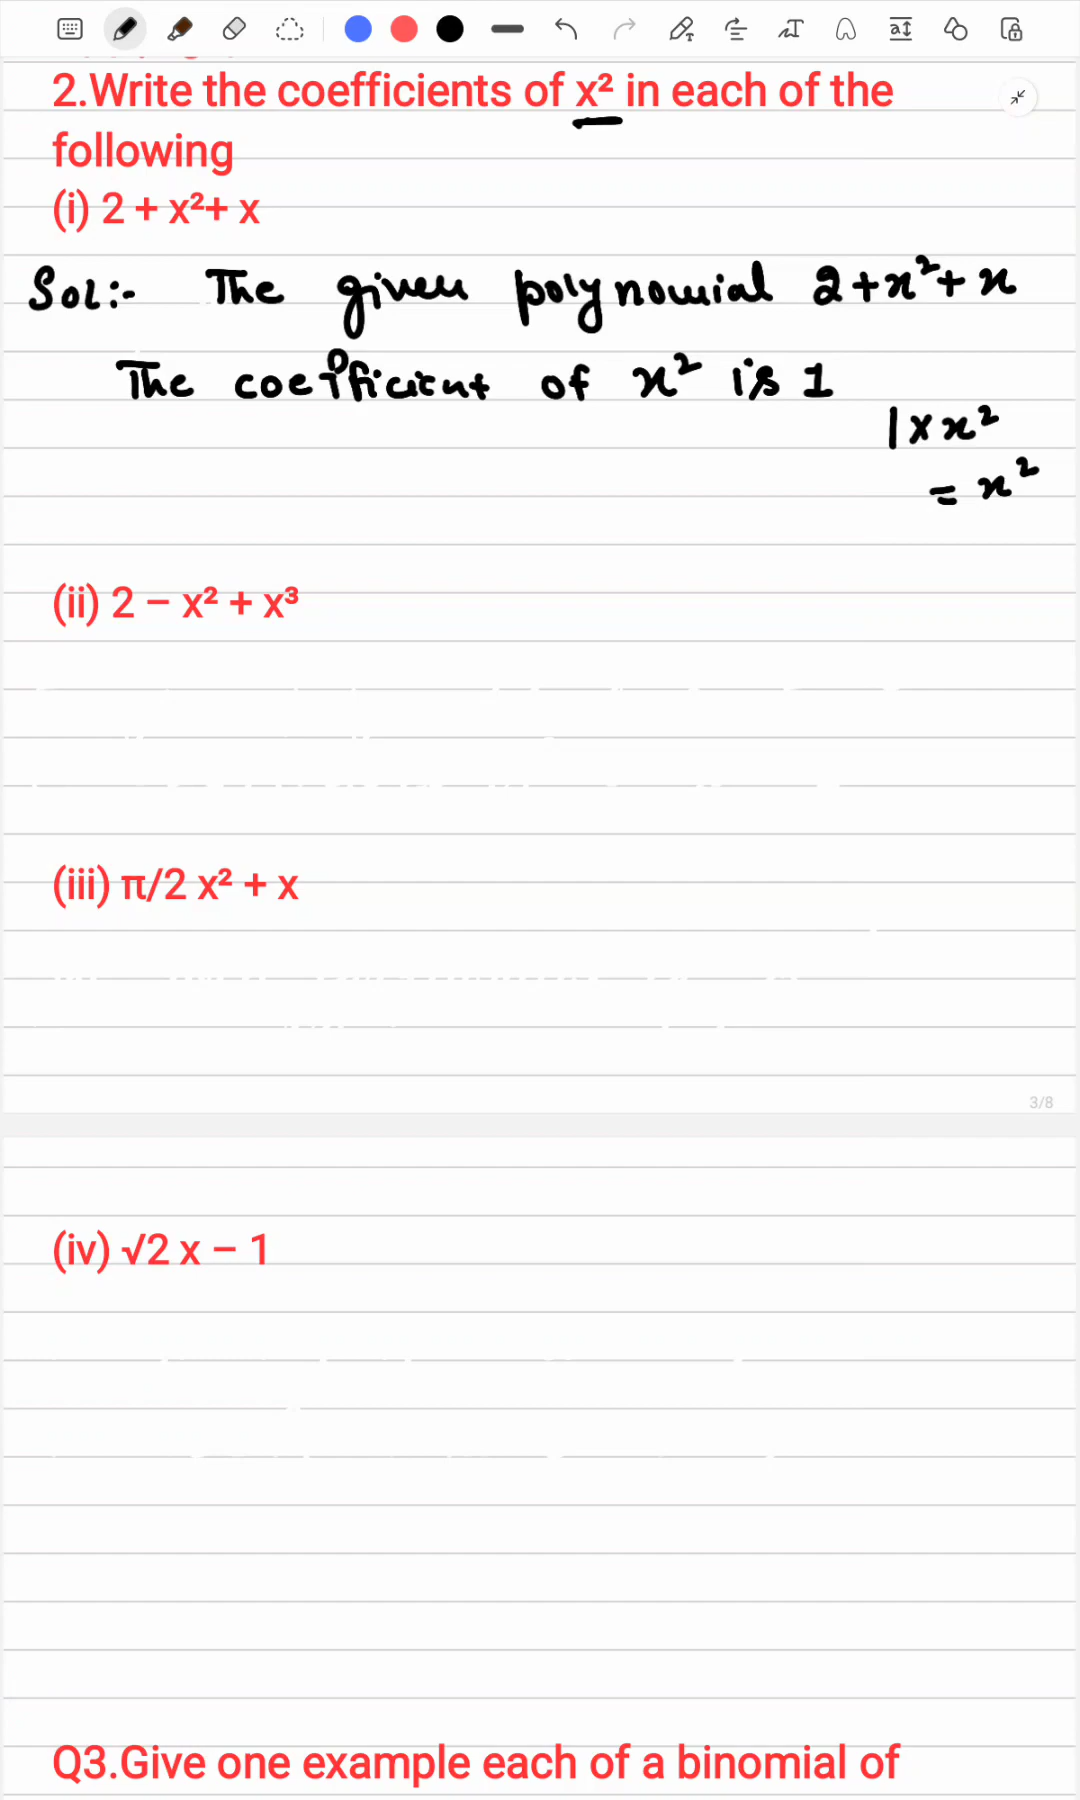 2.Write the coefficients of x² in each of the
following
(i) 2 + x²+ x
Sol:- The given polynomial 2+x²+x
The coefficient of x² is 1
1×x²
= x²
(ii) 2 – x² + x³
(iii) π/2 x² + x
3/8
(iv) √2 x – 1
Q3.Give one example each of a binomial of